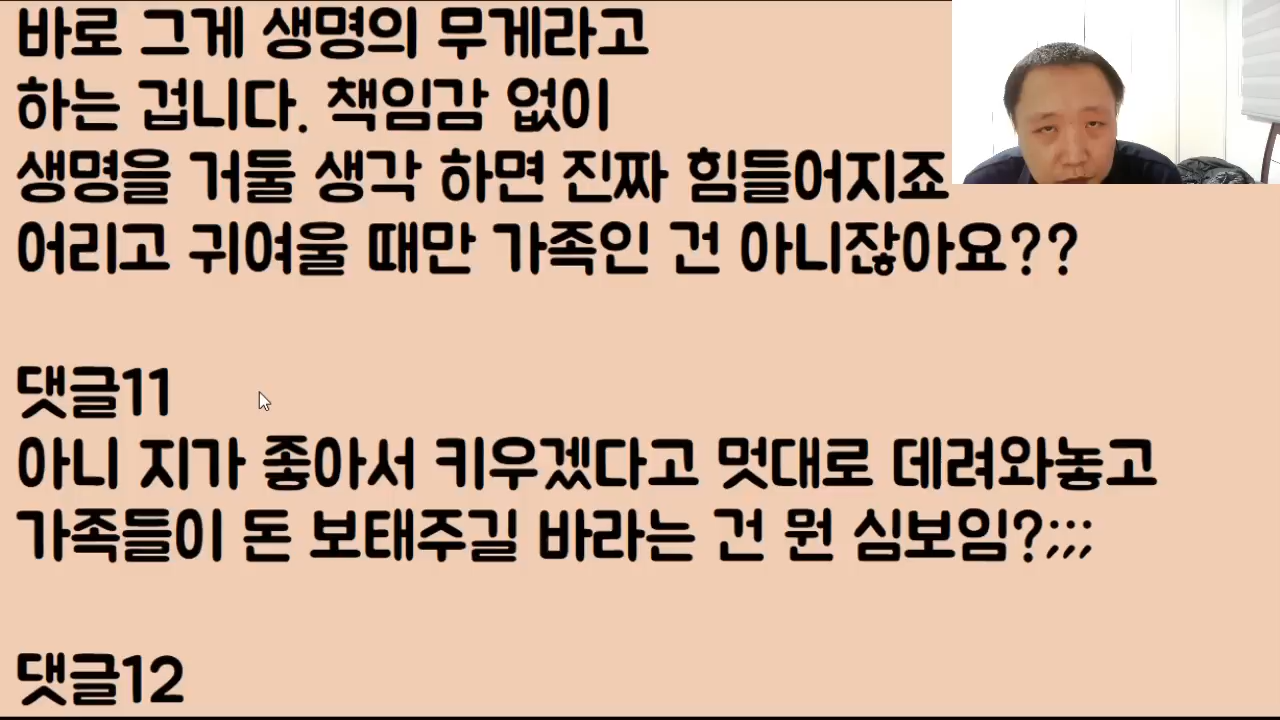 바로 그게 생명의 무게라고
하는 겁니다. 책임감 없이
생명을 거둘 생각 하면 진짜 힘들어지죠
어리고 귀여울 때만 가족인 건 아니잖아요??
댓글11
아니 지가 좋아서 키우겠다고 멋대로 데려와놓고
가족들이 돈 보태주길 바라는 건 뭔 심보임?;;;
댓글12